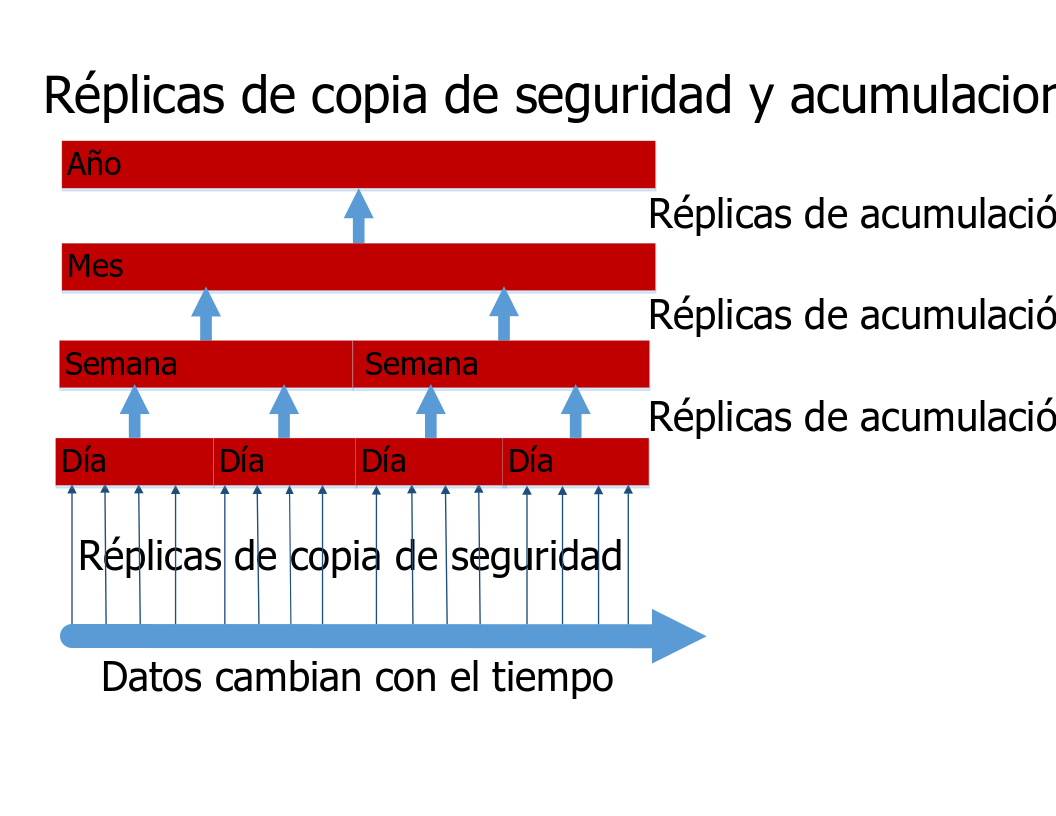 Réplicas de copia de seguridad y acumulacion
Año
Réplicas de acumulació
Mes
Réplicas de acumulació
Semana Semana
Réplicas de acumulació
Día Día Día Día
Réplicas de copia de seguridad
Datos cambian con el tiempo